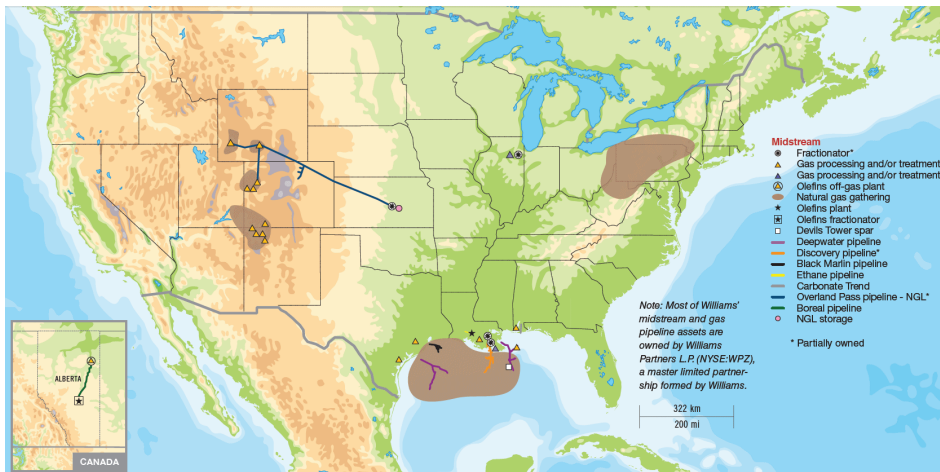 Midstream
Fractionator*
Gas processing and/or treatment
Gas processing and/or treatment
Olefins off-gas plant
Natural gas gathering
Olefins plant
Olefins fractionator
Devils Tower spar
Deepwater pipeline
Discovery pipeline*
Black Marlin pipeline
Ethane pipeline
Carbonate Trend
Overland Pass pipeline - NGL*
Boreal pipeline
NGL storage
* Partially owned
Note: Most of Williams'
midstream and gas
pipeline assets are
owned by Williams
Partners L.P. (NYSE:WPZ),
a master limited partner-
ship formed by Williams.
322 km
200 mi
ALBERTA
CANADA